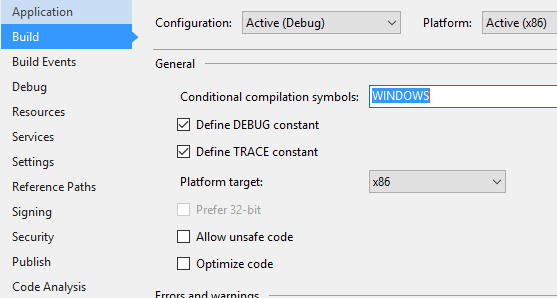 Application
Build
Build Events
Debug
Resources
Services
Settings
Reference Paths
Signing
Security
Publish
Code Analysis
Configuration: Active (Debug) Platform: Active (x86)
General
Conditional compilation symbols: WINDOWS
Define DEBUG constant
Define TRACE constant
Platform target: x86
Prefer 32-bit
Allow unsafe code
Optimize code
Errors and warnings